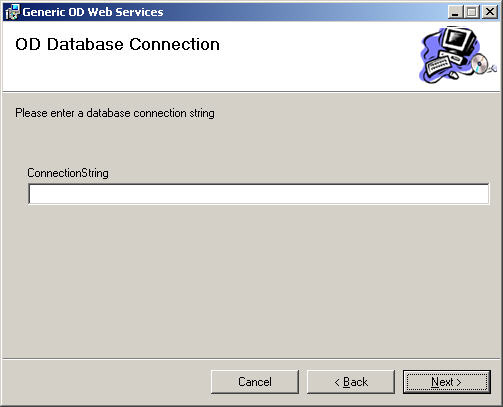 Generic OD Web Services
OD Database Connection
Please enter a database connection string
ConnectionString
Cancel
< Back
Next >